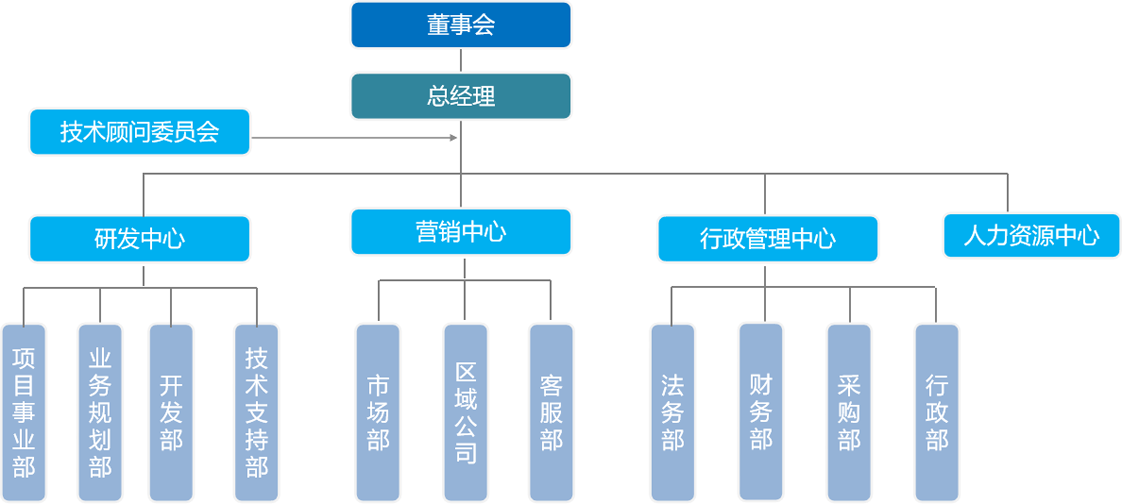 董事会
总经理
技术顾问委员会
研发中心
营销中心
行政管理中心
人力资源中心
项目事业部
业务规划部
开发部
技术支持部
市场部
区域公司
客服部
法务部
财务部
采购部
行政部